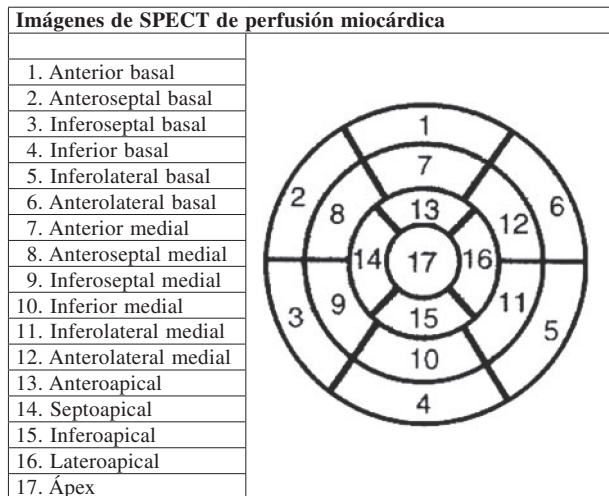 Imágenes de SPECT de perfusión miocárdica
1. Anterior basal
2. Anteroseptal basal
3. Inferoseptal basal
4. Inferior basal
5. Inferolateral basal
6. Anterolateral basal
7. Anterior medial
8. Anteroseptal medial
9. Inferoseptal medial
10. Inferior medial
11. Inferolateral medial
12. Anterolateral medial
13. Anteroapical
14. Septoapical
15. Inferoapical
16. Lateroapical
17. Ápex
1
7
2
8
13
12
6
14
17
16
3
9
15
11
5
10
4